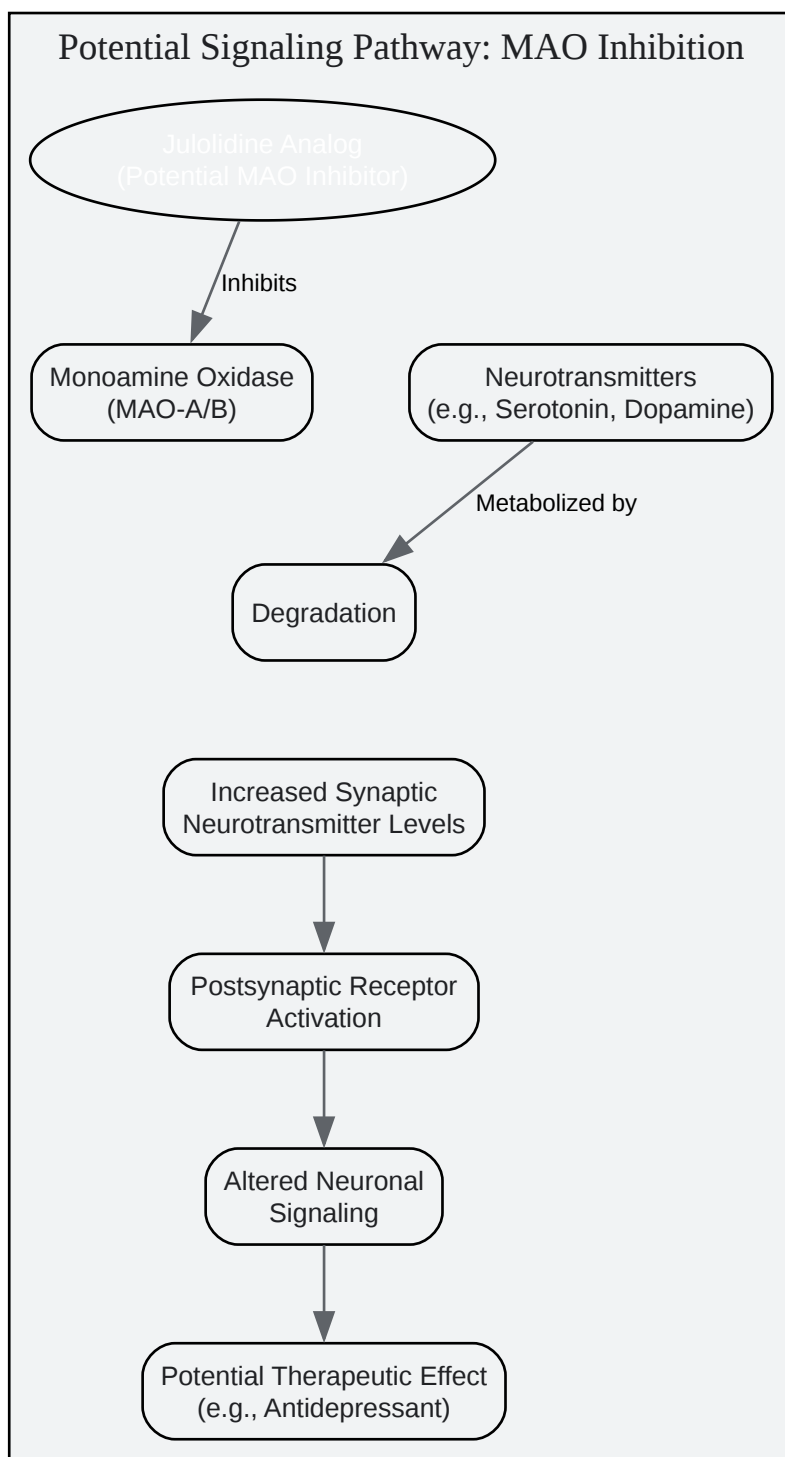 Potential Signaling Pathway: MAO Inhibition
Julolidine Analog
(Potential MAO Inhibitor)
Inhibits
Monoamine Oxidase
(MAO-A/B)
Neurotransmitters
(e.g., Serotonin, Dopamine)
Metabolized by
Degradation
Increased Synaptic
Neurotransmitter Levels
Postsynaptic Receptor
Activation
Altered Neuronal
Signaling
Potential Therapeutic Effect
(e.g., Antidepressant)